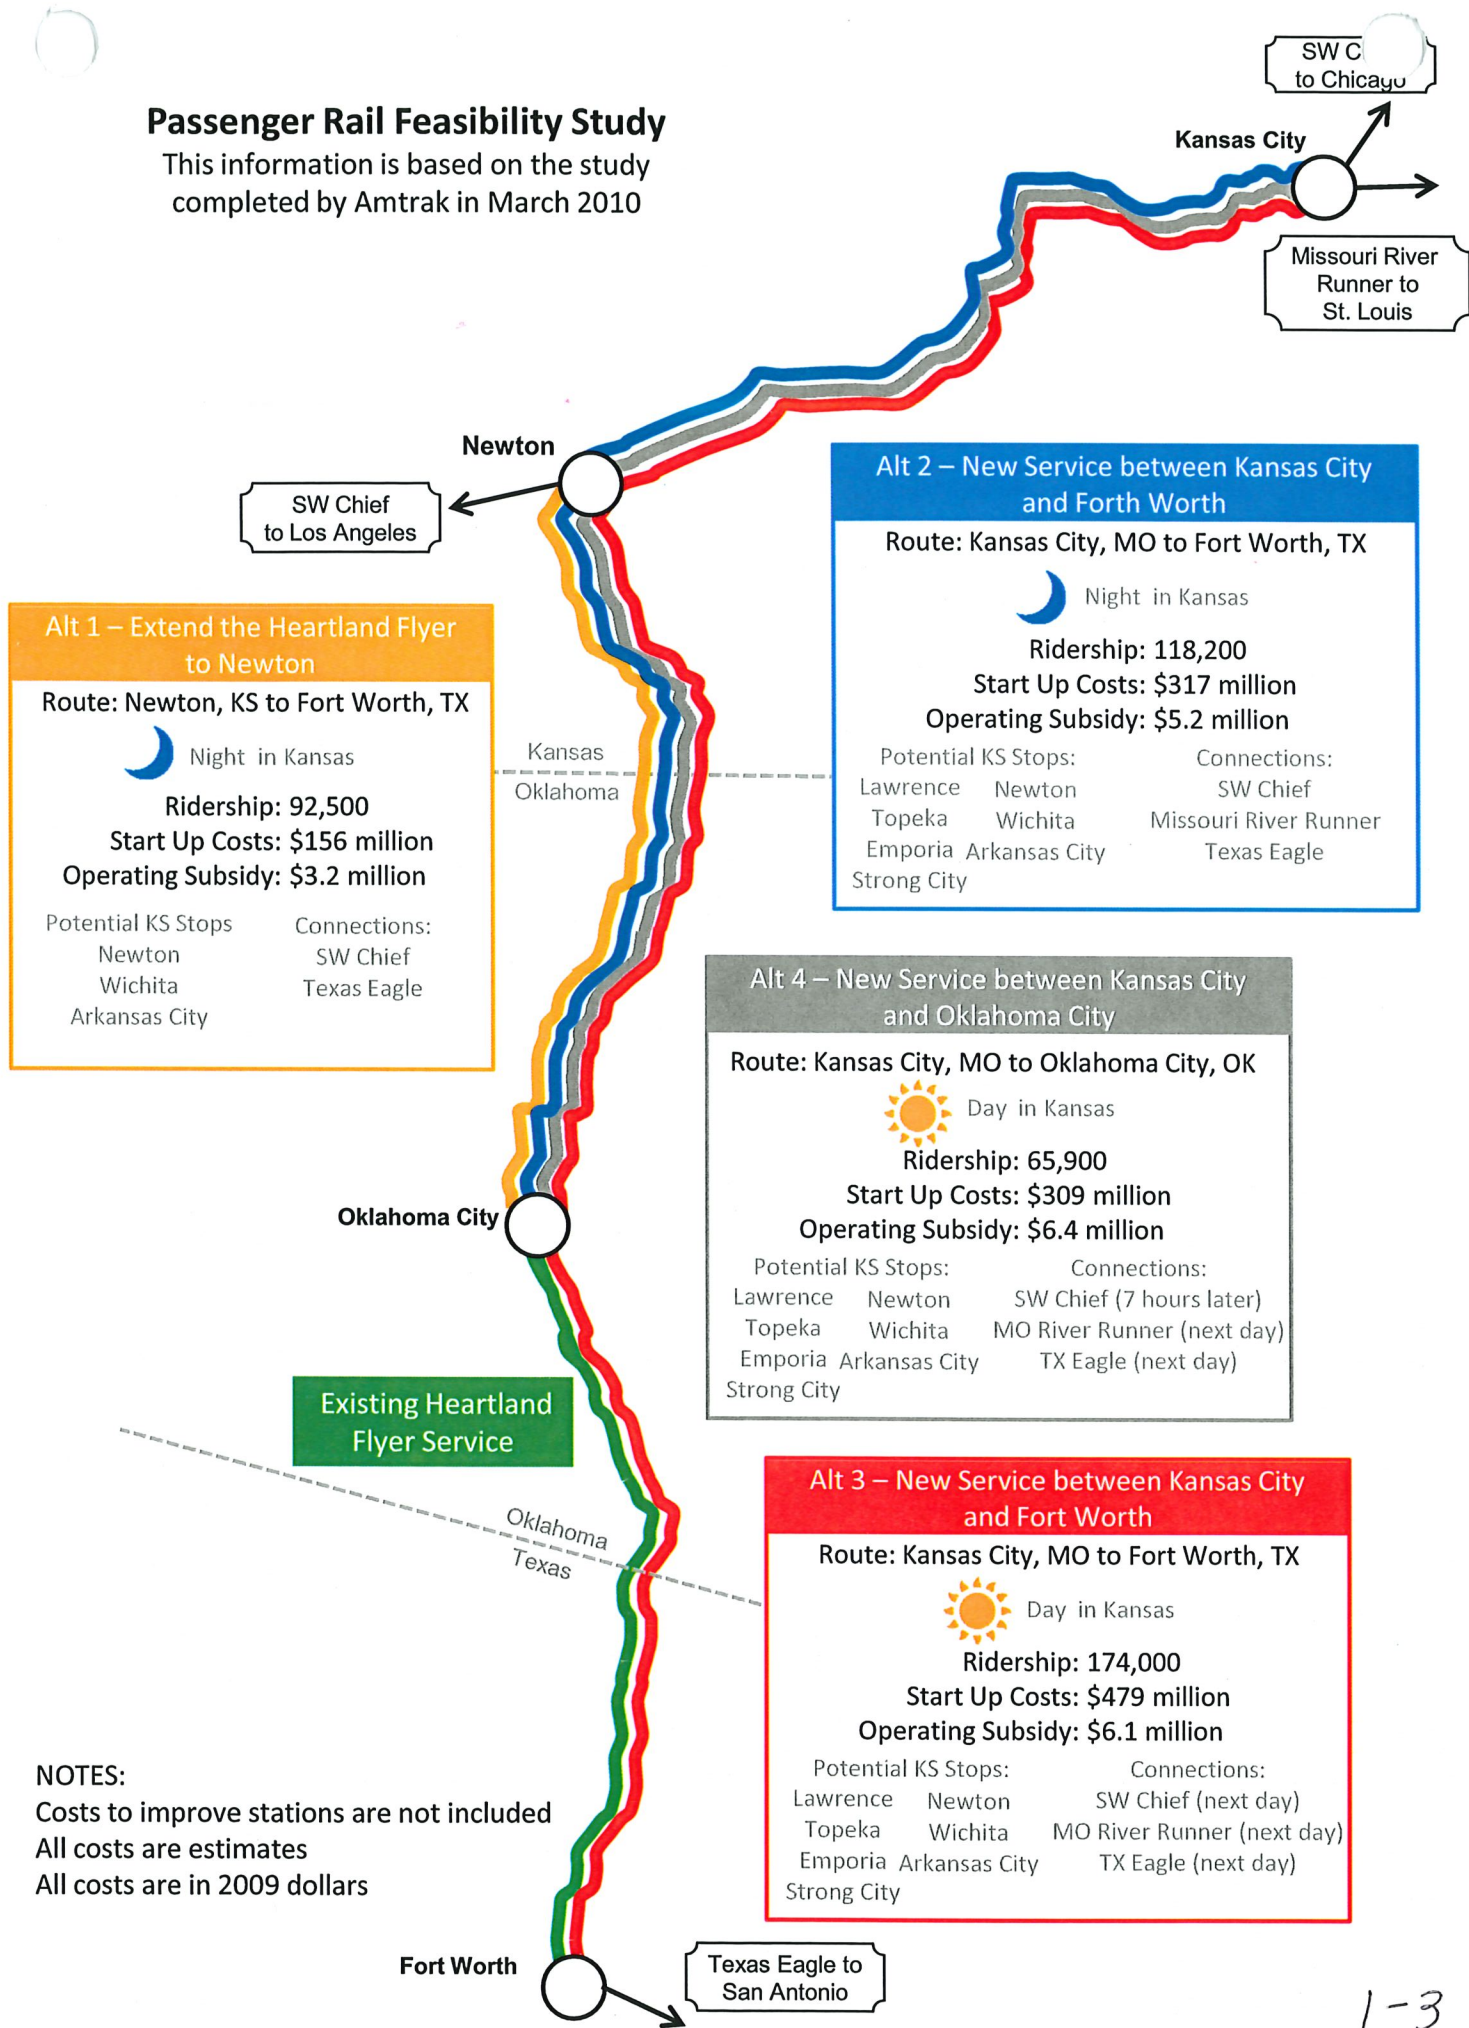 SW
to Chicago
Passenger Rail Feasibility Study
This information is based on the study
completed by Amtrak in March 2010
Kansas City
Missouri River
Runner to
St. Louis
Newton
SW Chief
to Los Angeles
Alt 2 – New Service between Kansas City
and Forth Worth
Route: Kansas City, MO to Fort Worth, TX
Night in Kansas
Ridership: 118,200
Start Up Costs: $317 million
Operating Subsidy: $5.2 million
Potential KS Stops:
Lawrence Newton
Topeka Wichita
Emporia Arkansas City
Strong City
Connections:
SW Chief
Missouri River Runner
Texas Eagle
Alt 1 – Extend the Heartland Flyer
to Newton
Route: Newton, KS to Fort Worth, TX
Night in Kansas
Ridership: 92,500
Start Up Costs: $156 million
Operating Subsidy: $3.2 million
Potential KS Stops
Newton
Wichita
Arkansas City
Connections:
SW Chief
Texas Eagle
Kansas
Oklahoma
Alt 4 – New Service between Kansas City
and Oklahoma City
Route: Kansas City, MO to Oklahoma City, OK
Day in Kansas
Ridership: 65,900
Start Up Costs: $309 million
Operating Subsidy: $6.4 million
Potential KS Stops:
Lawrence Newton
Topeka Wichita
Emporia Arkansas City
Strong City
Connections:
SW Chief (7 hours later)
MO River Runner (next day)
TX Eagle (next day)
Oklahoma City
Existing Heartland
Flyer Service
Oklahoma
Texas
Alt 3 – New Service between Kansas City
and Fort Worth
Route: Kansas City, MO to Fort Worth, TX
Day in Kansas
Ridership: 174,000
Start Up Costs: $479 million
Operating Subsidy: $6.1 million
Potential KS Stops:
Lawrence Newton
Topeka Wichita
Emporia Arkansas City
Strong City
Connections:
SW Chief (next day)
MO River Runner (next day)
TX Eagle (next day)
NOTES:
Costs to improve stations are not included
All costs are estimates
All costs are in 2009 dollars
Fort Worth
Texas Eagle to
San Antonio
1-3